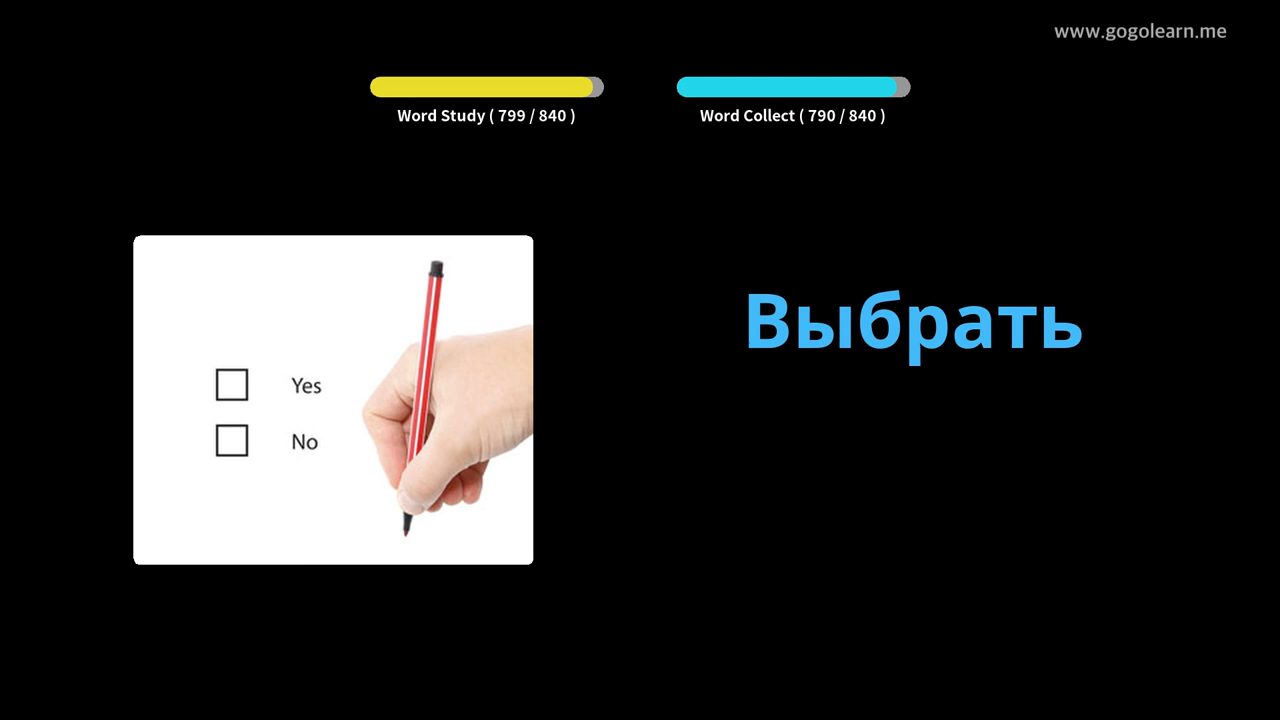 www.gogolearn.me
Word Study ( 799 / 840 )
Word Collect ( 790 / 840 )
Выбрать
Yes
No